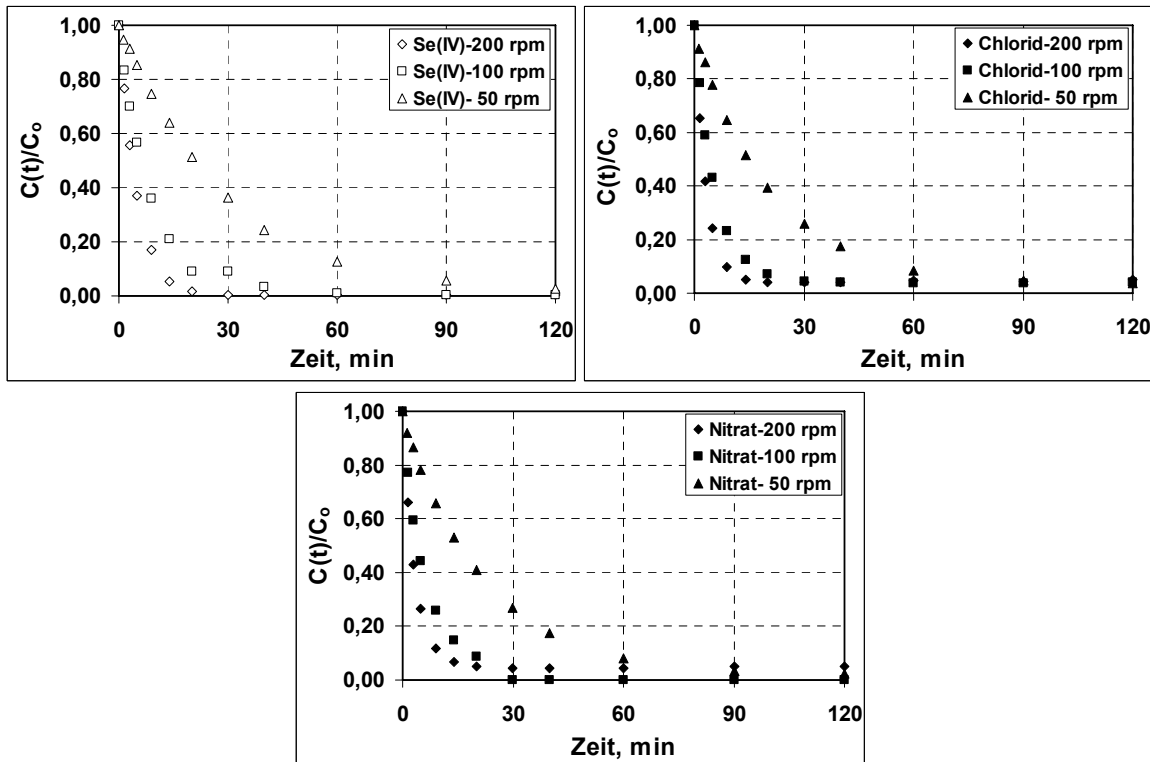 C(t)/Co
1,00
0,80
0,60
0,40
0,20
0,00
0 30 60 90 120
Zeit, min
Se(IV)-200 rpm
Se(IV)-100 rpm
Se(IV)- 50 rpm
C(t)/Co
1,00
0,80
0,60
0,40
0,20
0,00
0 30 60 90 120
Zeit, min
Chlorid-200 rpm
Chlorid-100 rpm
Chlorid- 50 rpm
C(t)/Co
1,00
0,80
0,60
0,40
0,20
0,00
0 30 60 90 120
Zeit, min
Nitrat-200 rpm
Nitrat-100 rpm
Nitrat- 50 rpm